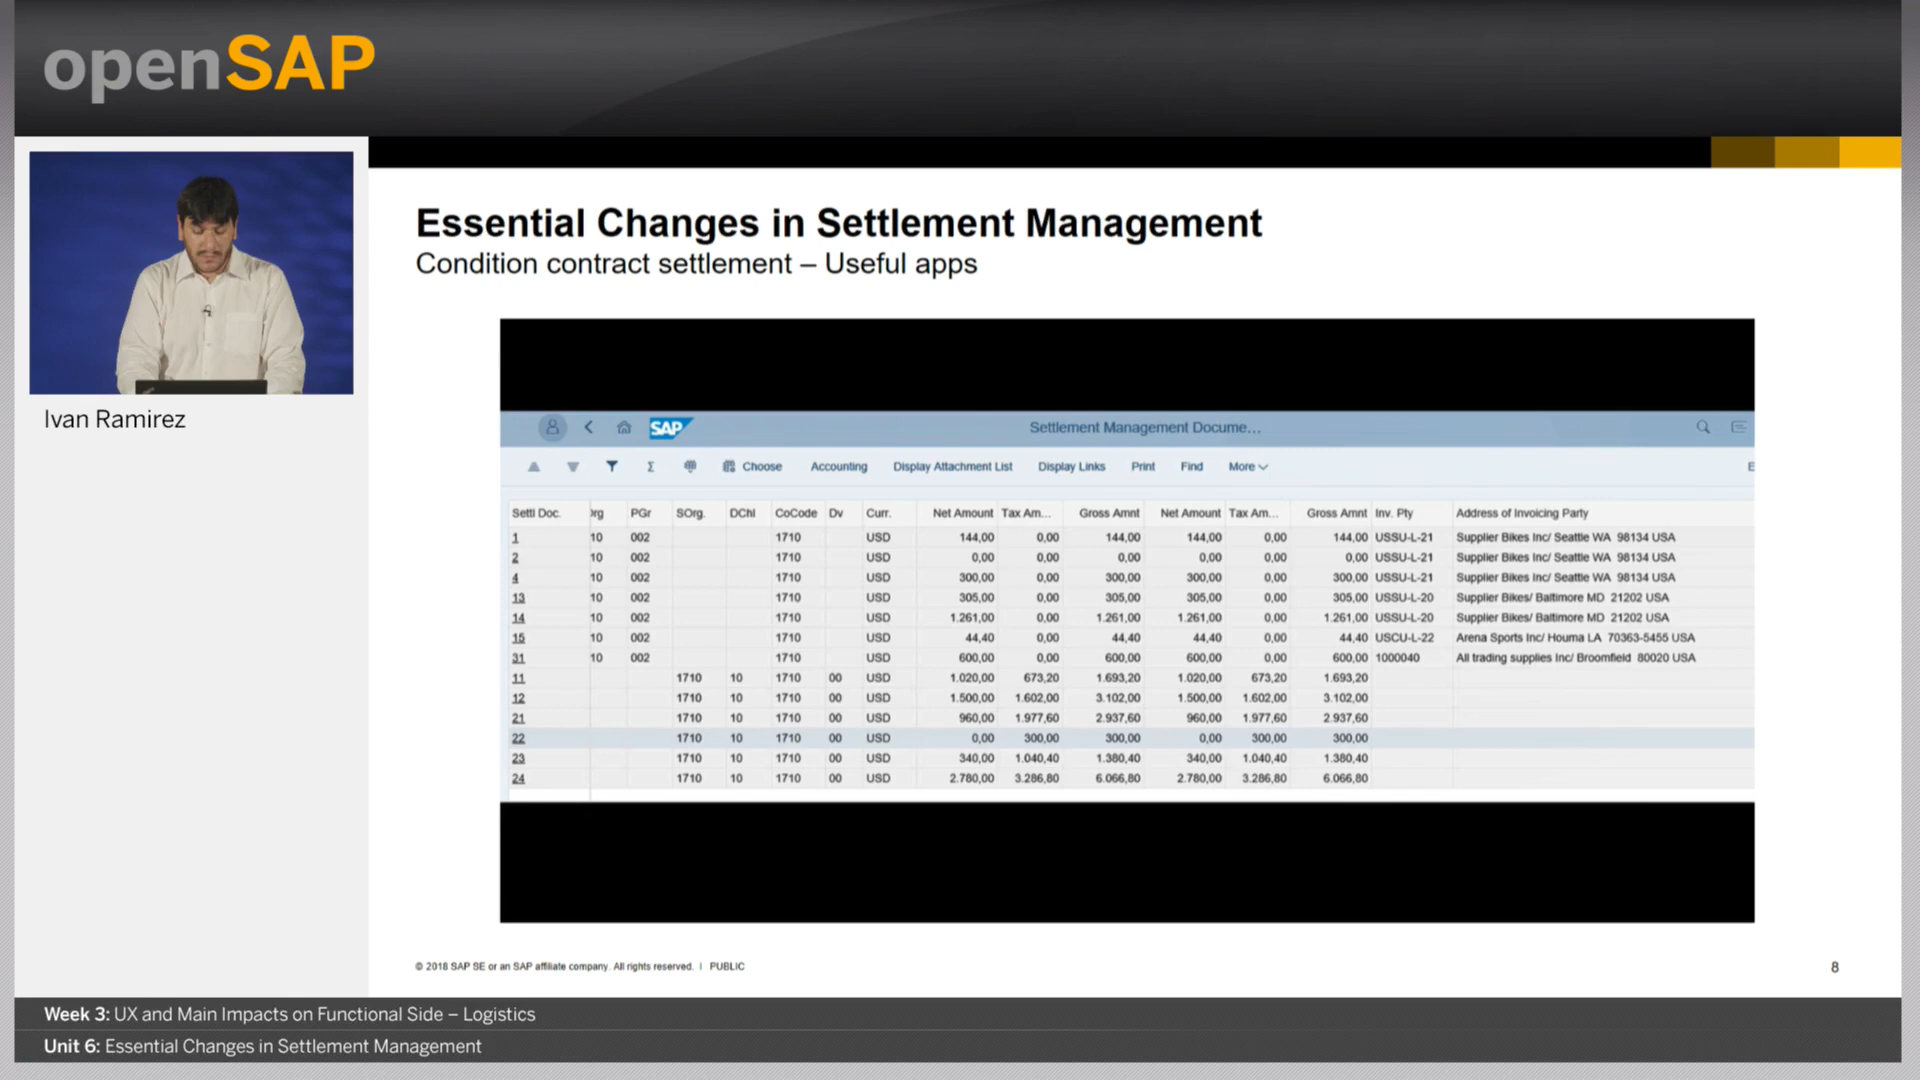 openSAP
Ivan Ramirez
Essential Changes in Settlement Management
Condition contract settlement – Useful apps
SAP Settlement Management Docume...
Σ Choose Accounting Display Attachment List Display Links Print Find More E
Settl Doc. Org PGr SOrg. DChl CoCode Dv Curr. Net Amount Tax Am... Gross Amnt Net Amount Tax Am... Gross Amnt Inv. Pty Address of Invoicing Party
1 10 002 1710 USD 144,00 0,00 144,00 144,00 0,00 144,00 USSU-L-21 Supplier Bikes Inc/ Seattle WA 98134 USA
2 10 002 1710 USD 0,00 0,00 0,00 0,00 0,00 0,00 USSU-L-21 Supplier Bikes Inc/ Seattle WA 98134 USA
4 10 002 1710 USD 300,00 0,00 300,00 300,00 0,00 300,00 USSU-L-21 Supplier Bikes Inc/ Seattle WA 98134 USA
13 10 002 1710 USD 305,00 0,00 305,00 305,00 0,00 305,00 USSU-L-20 Supplier Bikes/ Baltimore MD 21202 USA
14 10 002 1710 USD 1.261,00 0,00 1.261,00 1.261,00 0,00 1.261,00 USSU-L-20 Supplier Bikes/ Baltimore MD 21202 USA
15 10 002 1710 USD 44,40 0,00 44,40 44,40 0,00 44,40 USCU-L-22 Arena Sports Inc/ Houma LA 70363-5455 USA
31 10 002 1710 USD 600,00 0,00 600,00 600,00 0,00 600,00 1000040 All trading supplies Inc/ Broomfield 80020 USA
11 1710 10 1710 00 USD 1.020,00 673,20 1.693,20 1.020,00 673,20 1.693,20
12 1710 10 1710 00 USD 1.500,00 1.602,00 3.102,00 1.500,00 1.602,00 3.102,00
21 1710 10 1710 00 USD 960,00 1.977,60 2.937,60 960,00 1.977,60 2.937,60
22 1710 10 1710 00 USD 0,00 300,00 300,00 0,00 300,00 300,00
23 1710 10 1710 00 USD 340,00 1.040,40 1.380,40 340,00 1.040,40 1.380,40
24 1710 10 1710 00 USD 2.780,00 3.286,80 6.066,80 2.780,00 3.286,80 6.066,80
© 2018 SAP SE or an SAP affiliate company. All rights reserved. | PUBLIC 8
Week 3: UX and Main Impacts on Functional Side – Logistics
Unit 6: Essential Changes in Settlement Management